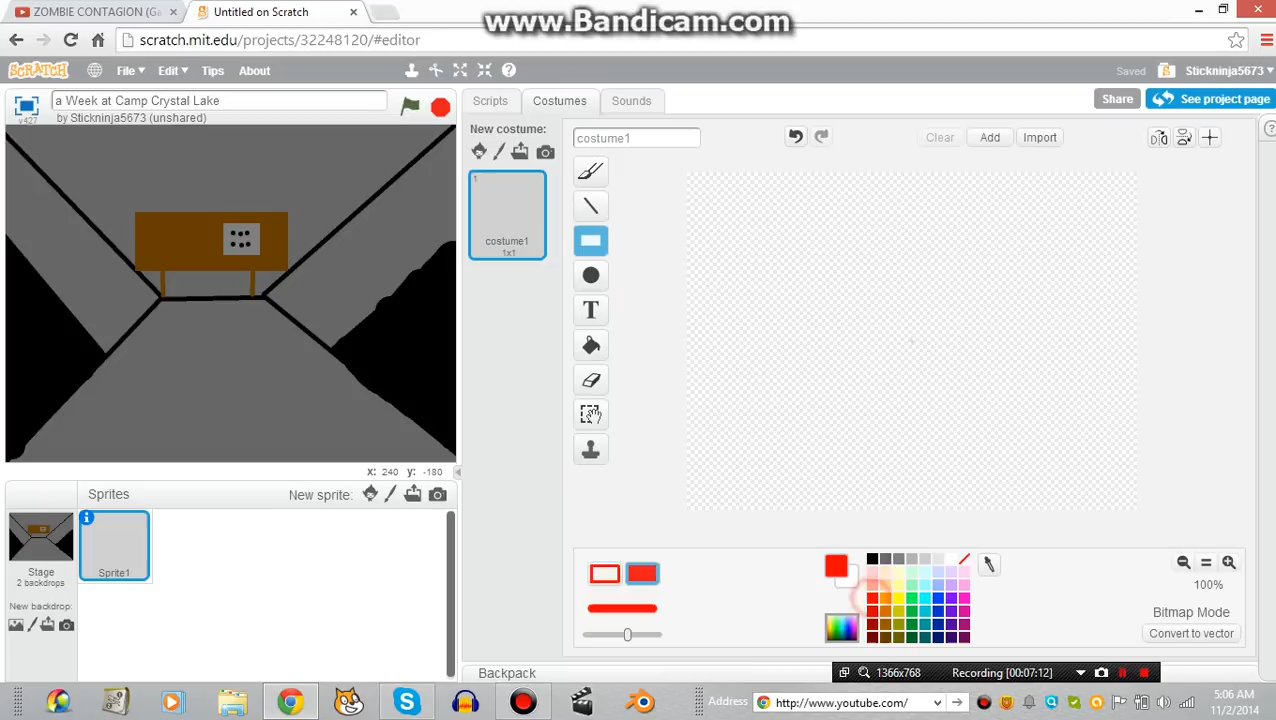 www.Bandicam.com
ZOMBIE CONTAGION (Ga
Untitled on Scratch
scratch.mit.edu/projects/32248120/#editor
SCRATCH
File
Edit
Tips
About
Saved
Stickninja5673
a Week at Camp Crystal Lake
by Stickninja5673 (unshared)
v427
Scripts
Costumes
Sounds
Share
See project page
New costume:
costume1
Clear
Add
Import
1
costume1
1x1
T
x: 240 y: -180
Sprites
New sprite:
Stage
2 backdrops
Sprite1
New backdrop:
100%
Bitmap Mode
Convert to vector
Backpack
1366x768
Recording [00:07:12]
Address
http://www.youtube.com/
5:06 AM
11/2/2014